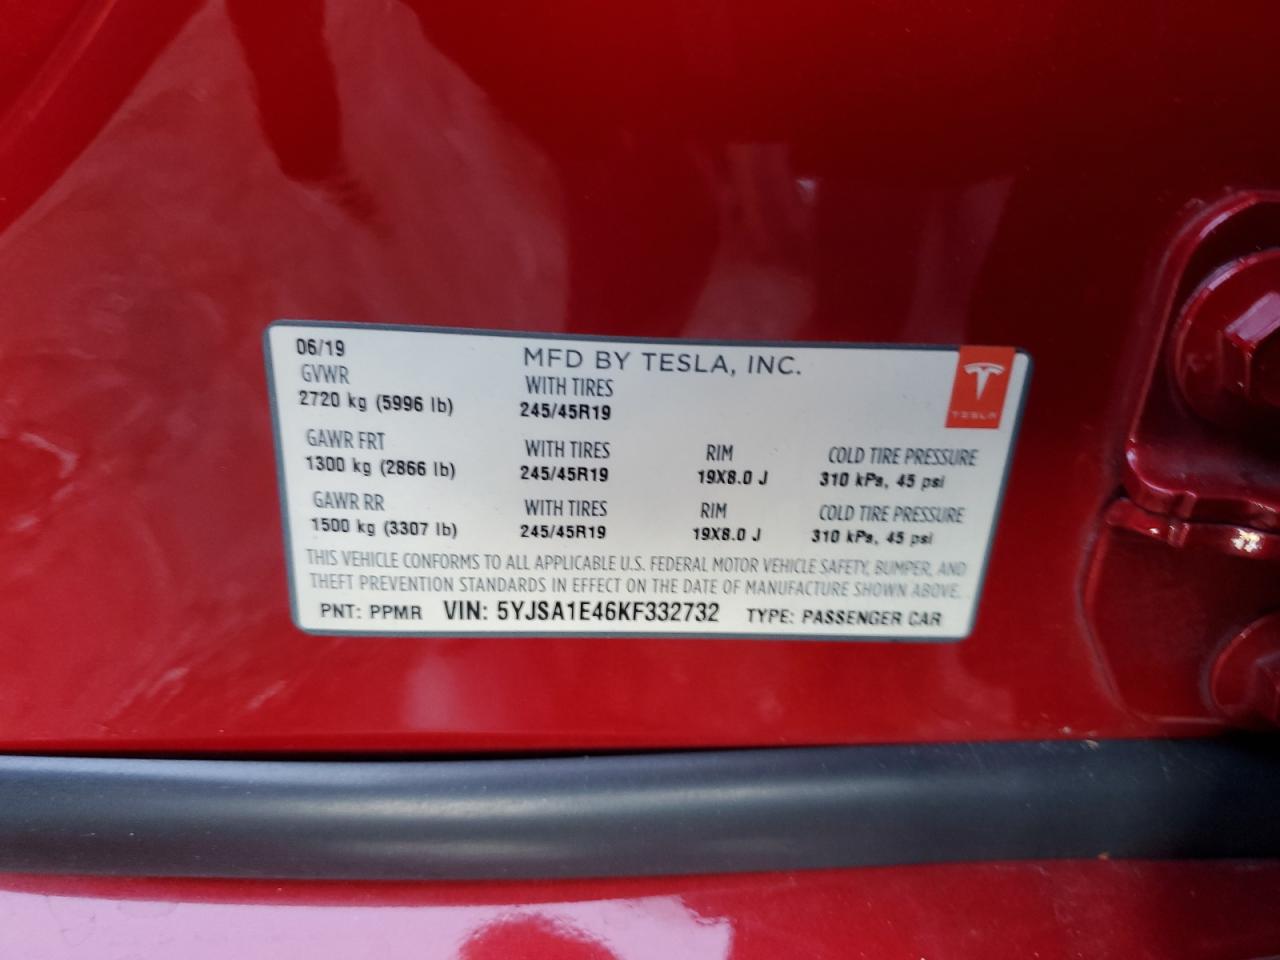 06/19 MFD BY TESLA, INC. TESLA
GVWR WITH TIRES
2720 kg (5996 lb) 245/45R19
GAWR FRT WITH TIRES RIM COLD TIRE PRESSURE
1300 kg (2866 lb) 245/45R19 19X8.0 J 310 kPa, 45 psi
GAWR RR WITH TIRES RIM COLD TIRE PRESSURE
1500 kg (3307 lb) 245/45R19 19X8.0 J 310 kPa, 45 psi
THIS VEHICLE CONFORMS TO ALL APPLICABLE U.S. FEDERAL MOTOR VEHICLE SAFETY, BUMPER, AND
THEFT PREVENTION STANDARDS IN EFFECT ON THE DATE OF MANUFACTURE SHOWN ABOVE.
PNT: PPMR VIN: 5YJSA1E46KF332732 TYPE: PASSENGER CAR